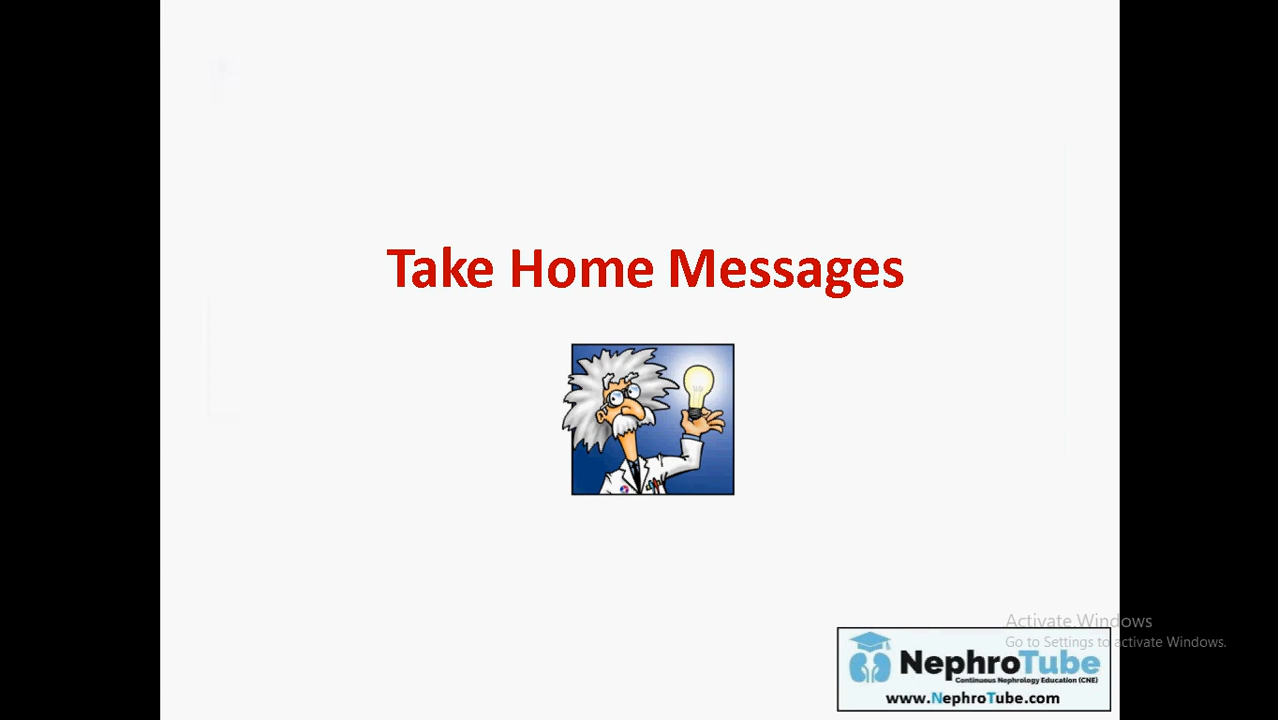 Take Home Messages
Activate Windows
Go to Settings to activate Windows.
NephroTube
Continuous Nephrology Education (CNE)
www.NephroTube.com